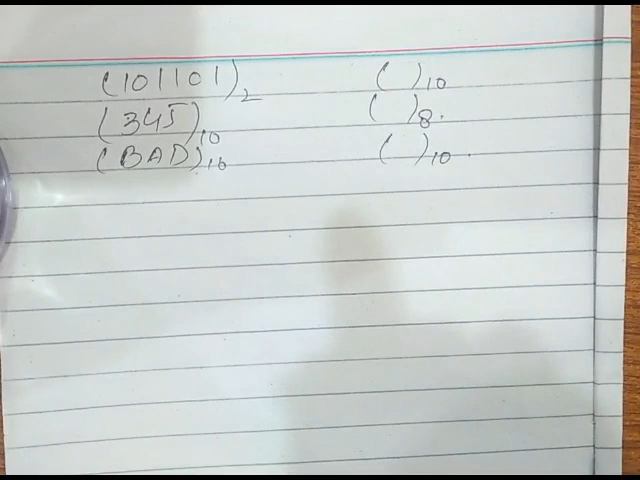 (101101)₂ ( )₁₀
(345)₁₀ ( )₈.
(BAD)₁₆ ( )₁₀.